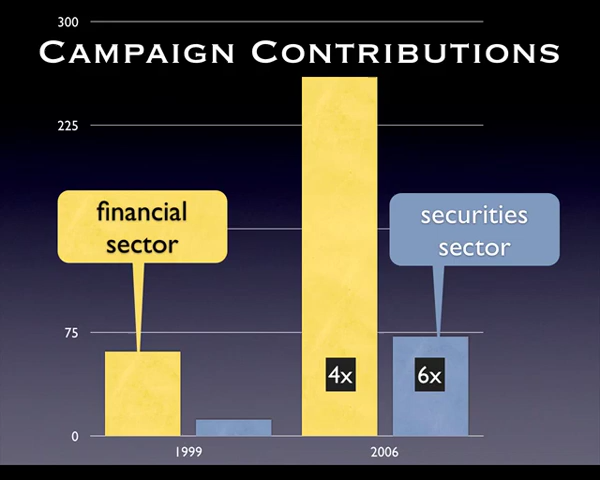 300
CAMPAIGN CONTRIBUTIONS
225
financial
sector
securities
sector
75
4x
6x
0
1999
2006